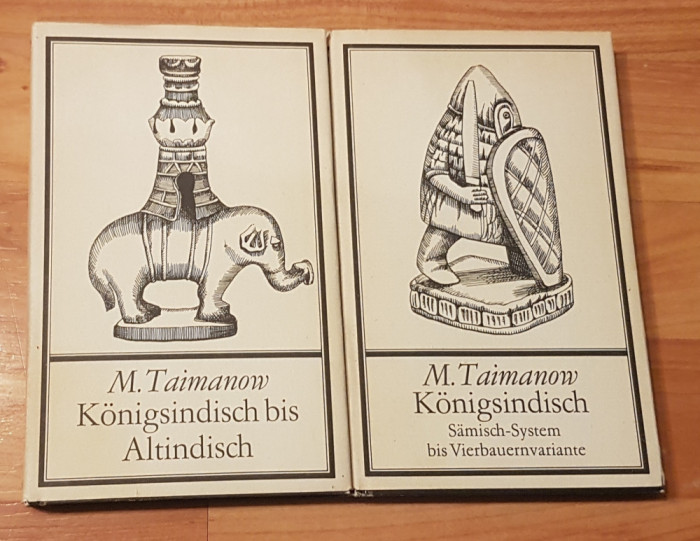 M. Taimanow
Königsindisch bis
Altindisch
M. Taimanow
Königsindisch
Sämisch-System
bis Vierbauernvariante